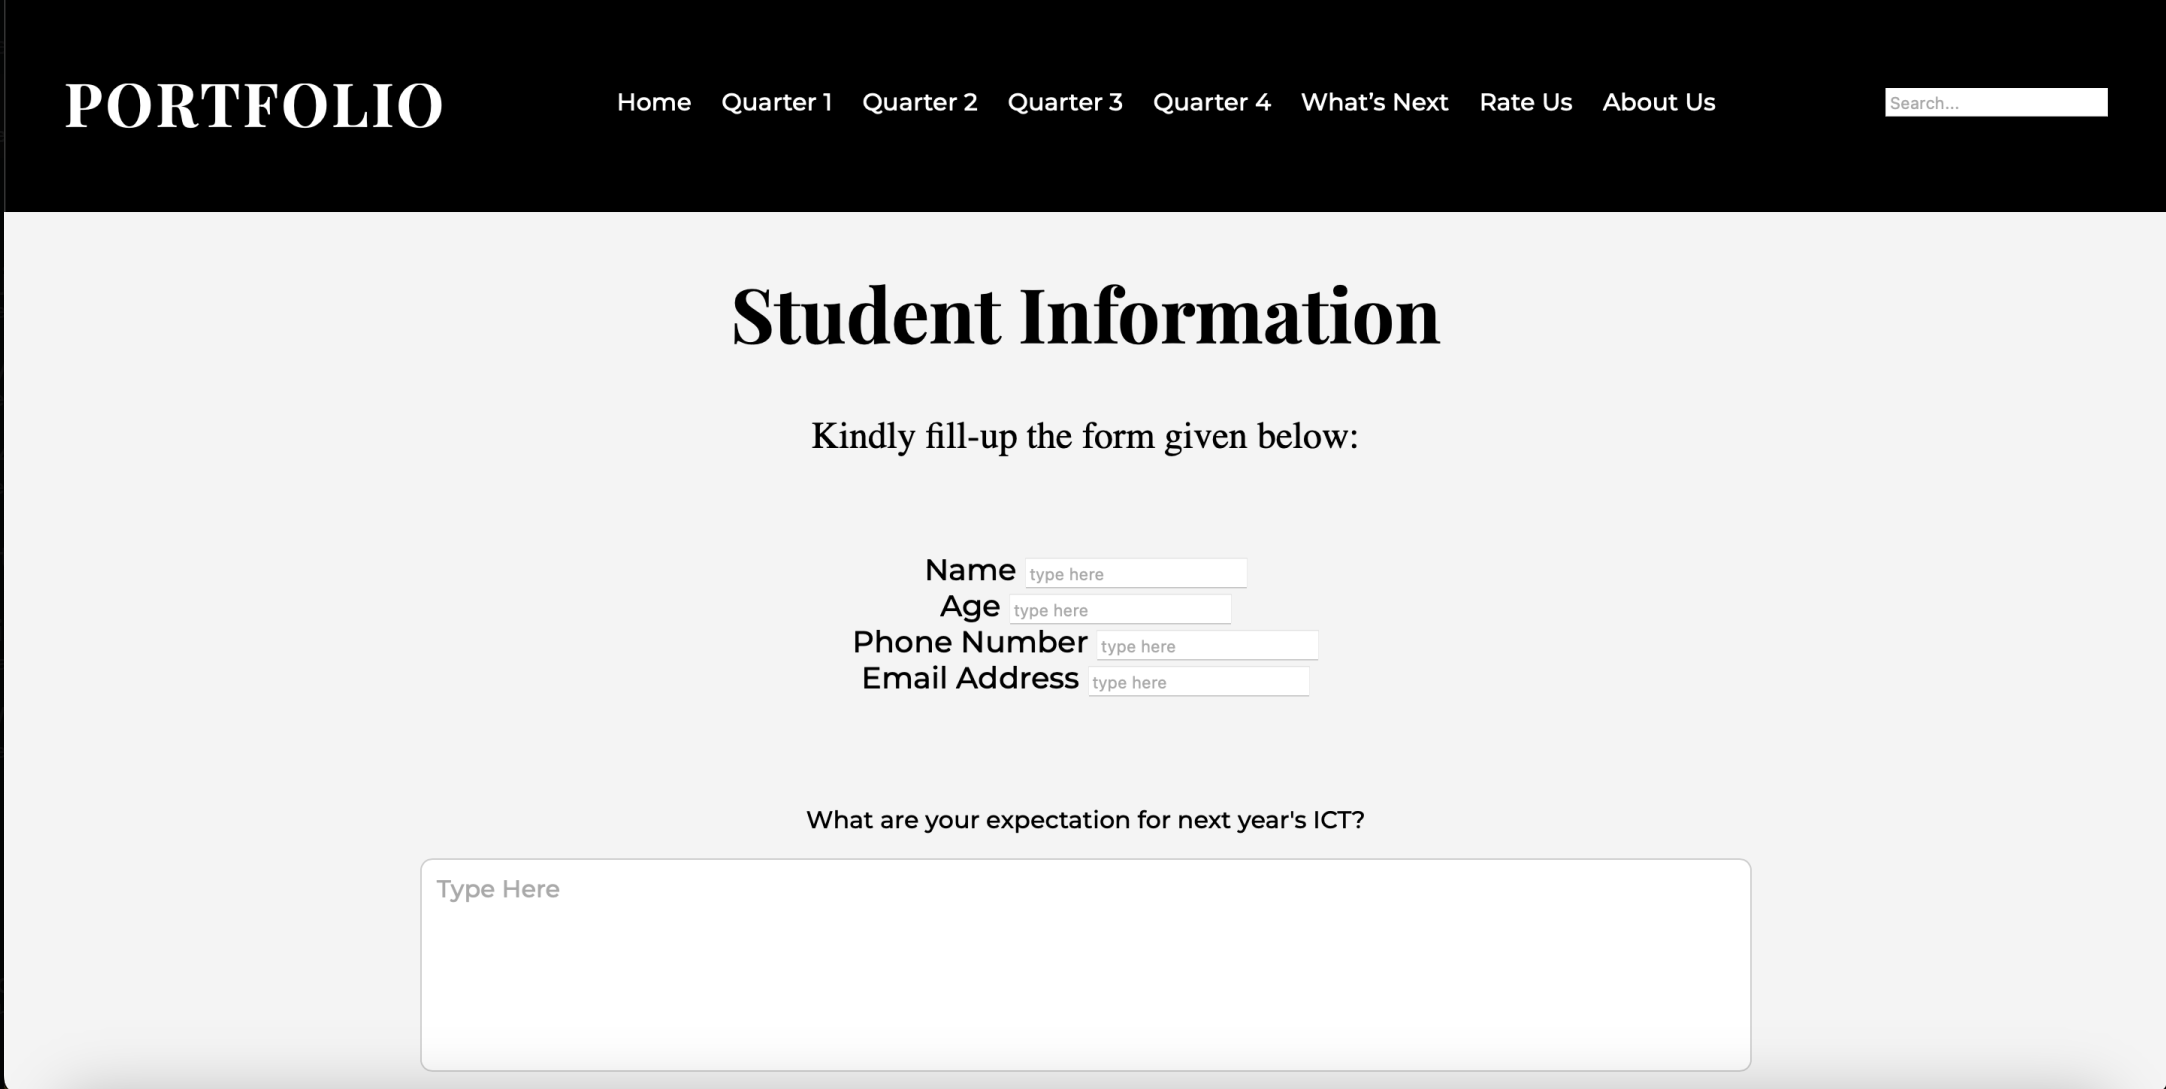 PORTFOLIO
Home Quarter 1 Quarter 2 Quarter 3 Quarter 4 What’s Next Rate Us About Us
Search...
Student Information
Kindly fill-up the form given below:
Name type here
Age type here
Phone Number type here
Email Address type here
What are your expectation for next year's ICT?
Type Here